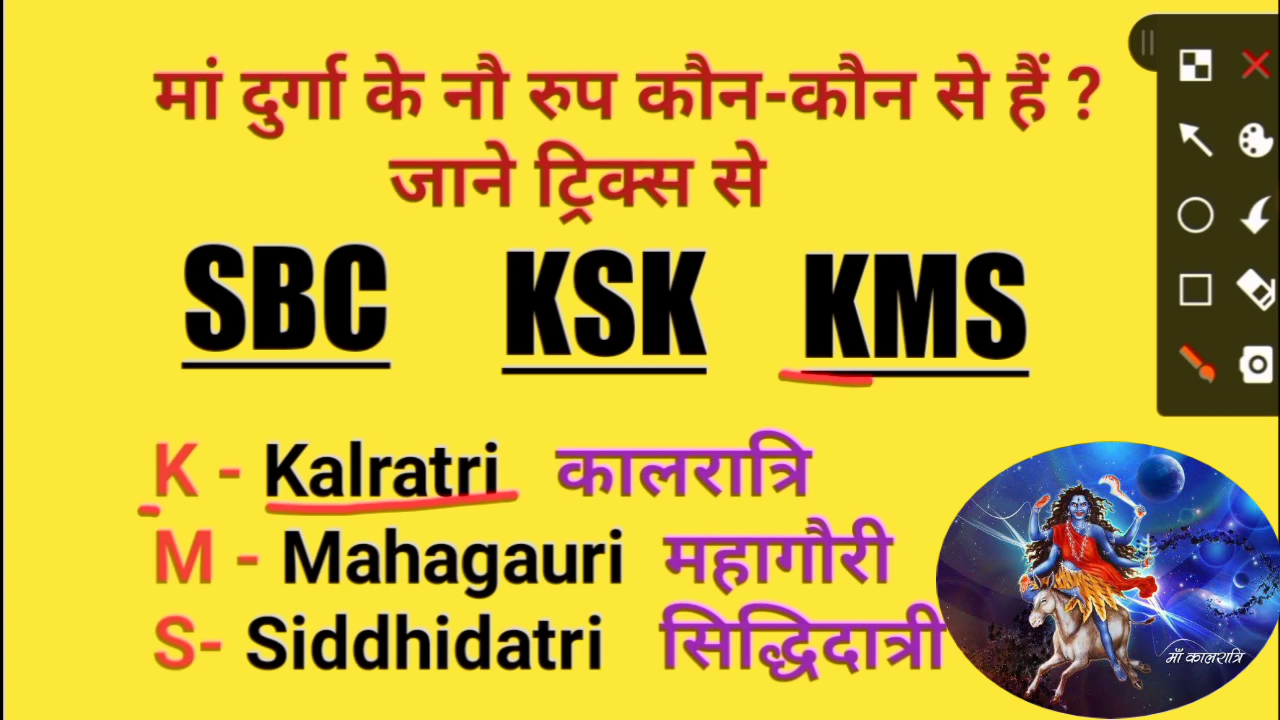 मां दुर्गा के नौ रुप कौन-कौन से हैं ?
जाने ट्रिक्स से
SBC KSK KMS
K - Kalratri कालरात्रि
M - Mahagauri महागौरी
S- Siddhidatri सिद्धिदात्री
माँ कालरात्रि